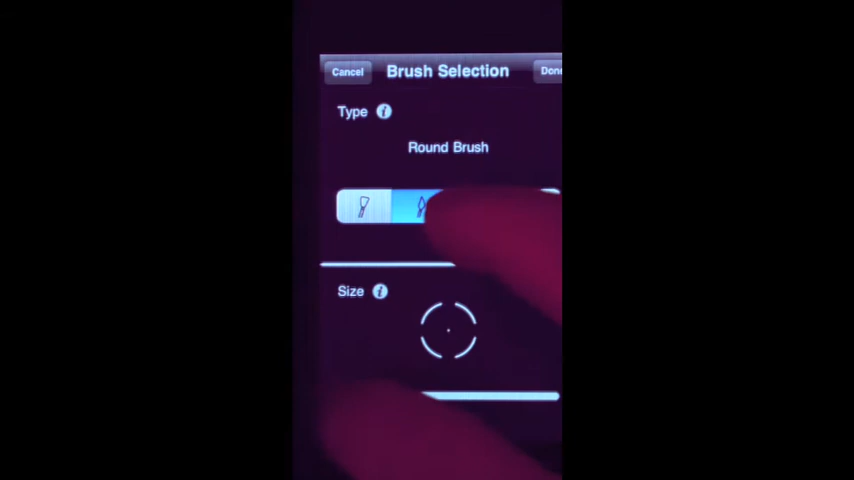 Cancel
Brush Selection
Done
Type
Round Brush
Size